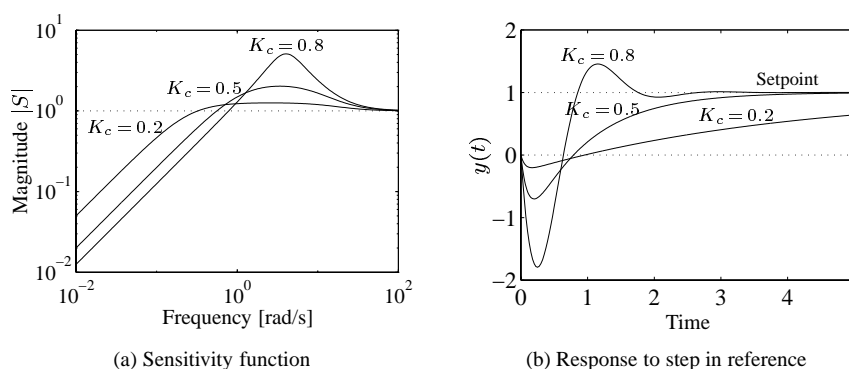 10^1
10^0
10^{-1}
10^{-2}
Magnitude |S|
K_c = 0.8
K_c = 0.5
K_c = 0.2
10^{-2}
10^0
10^2
Frequency [rad/s]
(a) Sensitivity function
2
1
0
−1
−2
y(t)
K_c = 0.8
Setpoint
K_c = 0.5
K_c = 0.2
0 1 2 3 4
Time
(b) Response to step in reference